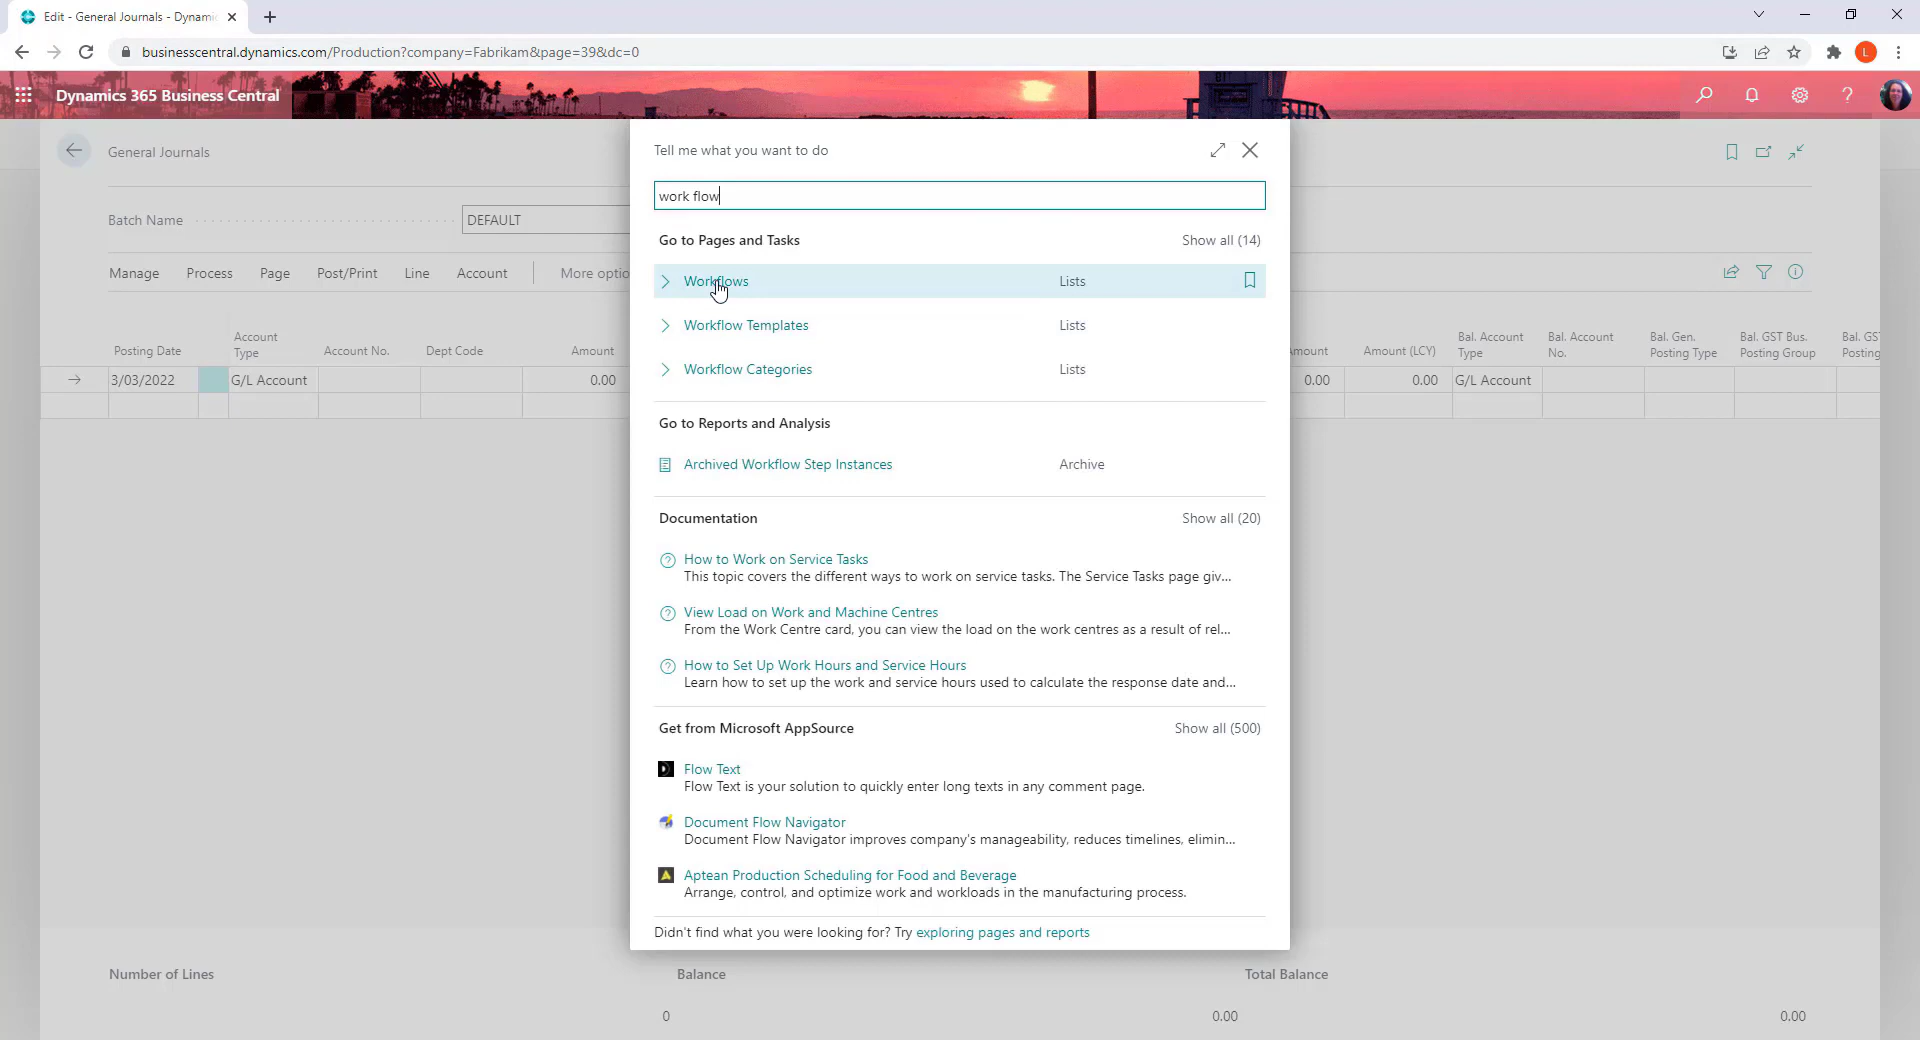 Edit - General Journals - Dynami
businesscentral.dynamics.com/Production?company=Fabrikam&page=39&dc=0
L
Dynamics 365 Business Central
General Journals
Batch Name
DEFAULT
Manage
Process
Page
Post/Print
Line
Account
More optio
Posting Date
Account Type
Account No.
Dept Code
Amount
3/03/2022
G/L Account
0.00
Tell me what you want to do
work flow
Go to Pages and Tasks
Show all (14)
Workflows
Lists
Workflow Templates
Lists
Workflow Categories
Lists
Go to Reports and Analysis
Archived Workflow Step Instances
Archive
Documentation
Show all (20)
How to Work on Service Tasks
This topic covers the different ways to work on service tasks. The Service Tasks page giv...
View Load on Work and Machine Centres
From the Work Centre card, you can view the load on the work centres as a result of rel...
How to Set Up Work Hours and Service Hours
Learn how to set up the work and service hours used to calculate the response date and...
Get from Microsoft AppSource
Show all (500)
Flow Text
Flow Text is your solution to quickly enter long texts in any comment page.
Document Flow Navigator
Document Flow Navigator improves company's manageability, reduces timelines, elimin...
Aptean Production Scheduling for Food and Beverage
Arrange, control, and optimize work and workloads in the manufacturing process.
Didn't find what you were looking for? Try exploring pages and reports
mount
Amount (LCY)
Bal. Account Type
Bal. Account No.
Bal. Gen. Posting Type
Bal. GST Bus. Posting Group
Bal. GS
Posting
0.00
0.00
G/L Account
Number of Lines
Balance
Total Balance
0
0.00
0.00